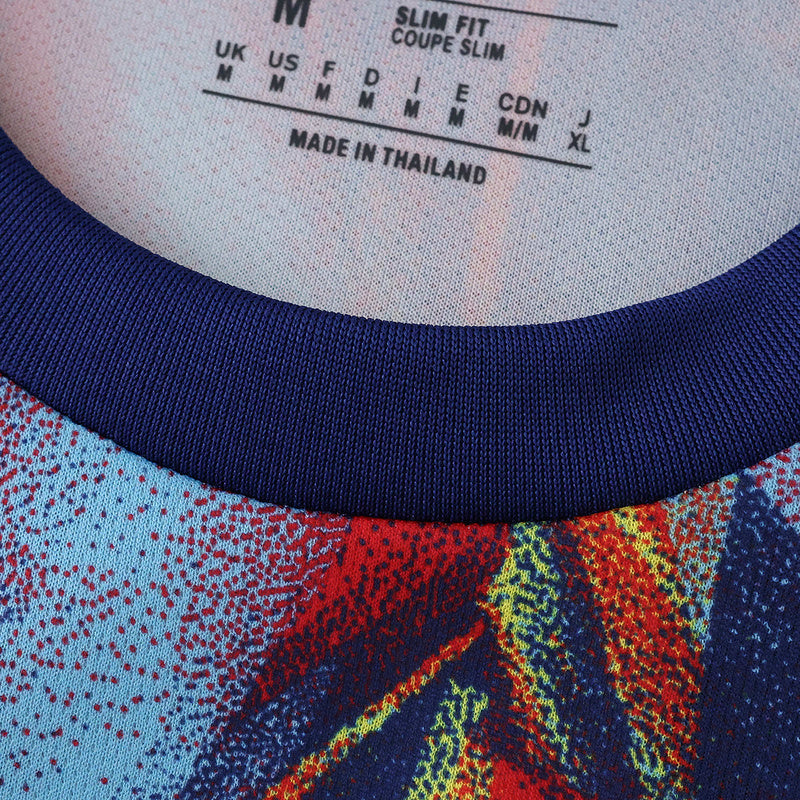 M
SLIM FIT
COUPE SLIM
UK US F D I E CDN J
M M M M M M M/M XL
MADE IN THAILAND